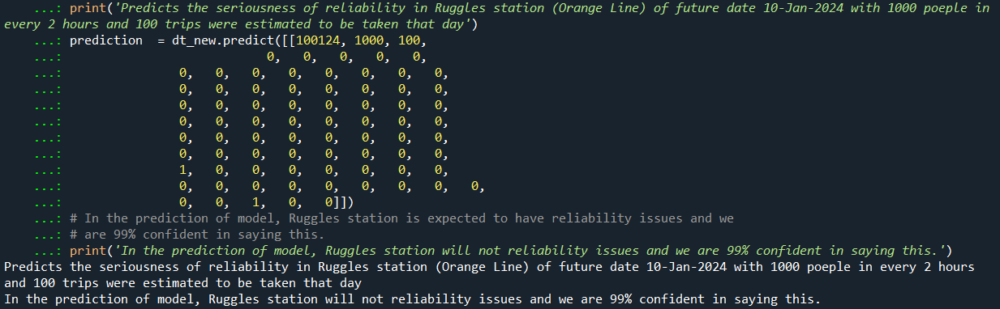 ...: print('Predicts the seriousness of reliability in Ruggles station (Orange Line) of future date 10-Jan-2024 with 1000 poeple in
every 2 hours and 100 trips were estimated to be taken that day')
...: prediction  = dt_new.predict([[100124, 1000, 100,
...:                            0,   0,   0,   0,   0,
...:                0,   0,   0,   0,   0,   0,   0,   0,
...:                0,   0,   0,   0,   0,   0,   0,   0,
...:                0,   0,   0,   0,   0,   0,   0,   0,
...:                0,   0,   0,   0,   0,   0,   0,   0,
...:                0,   0,   0,   0,   0,   0,   0,   0,
...:                0,   0,   0,   0,   0,   0,   0,   0,
...:                1,   0,   0,   0,   0,   0,   0,   0,
...:                0,   0,   0,   0,   0,   0,   0,   0,   0,
...:                0,   0,   1,   0,   0]])
...: # In the prediction of model, Ruggles station is expected to have reliability issues and we
...: # are 99% confident in saying this.
...: print('In the prediction of model, Ruggles station will not reliability issues and we are 99% confident in saying this.')
Predicts the seriousness of reliability in Ruggles station (Orange Line) of future date 10-Jan-2024 with 1000 poeple in every 2 hours
and 100 trips were estimated to be taken that day
In the prediction of model, Ruggles station will not reliability issues and we are 99% confident in saying this.